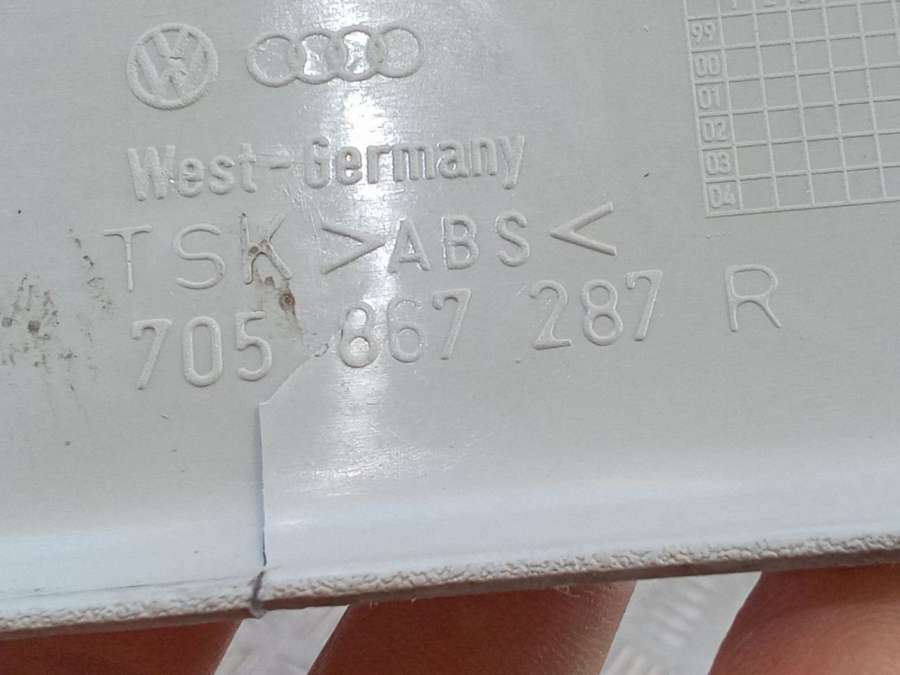 99
00
01
02
03
04
West-Germany
TSK >ABS<
705 867 287 R